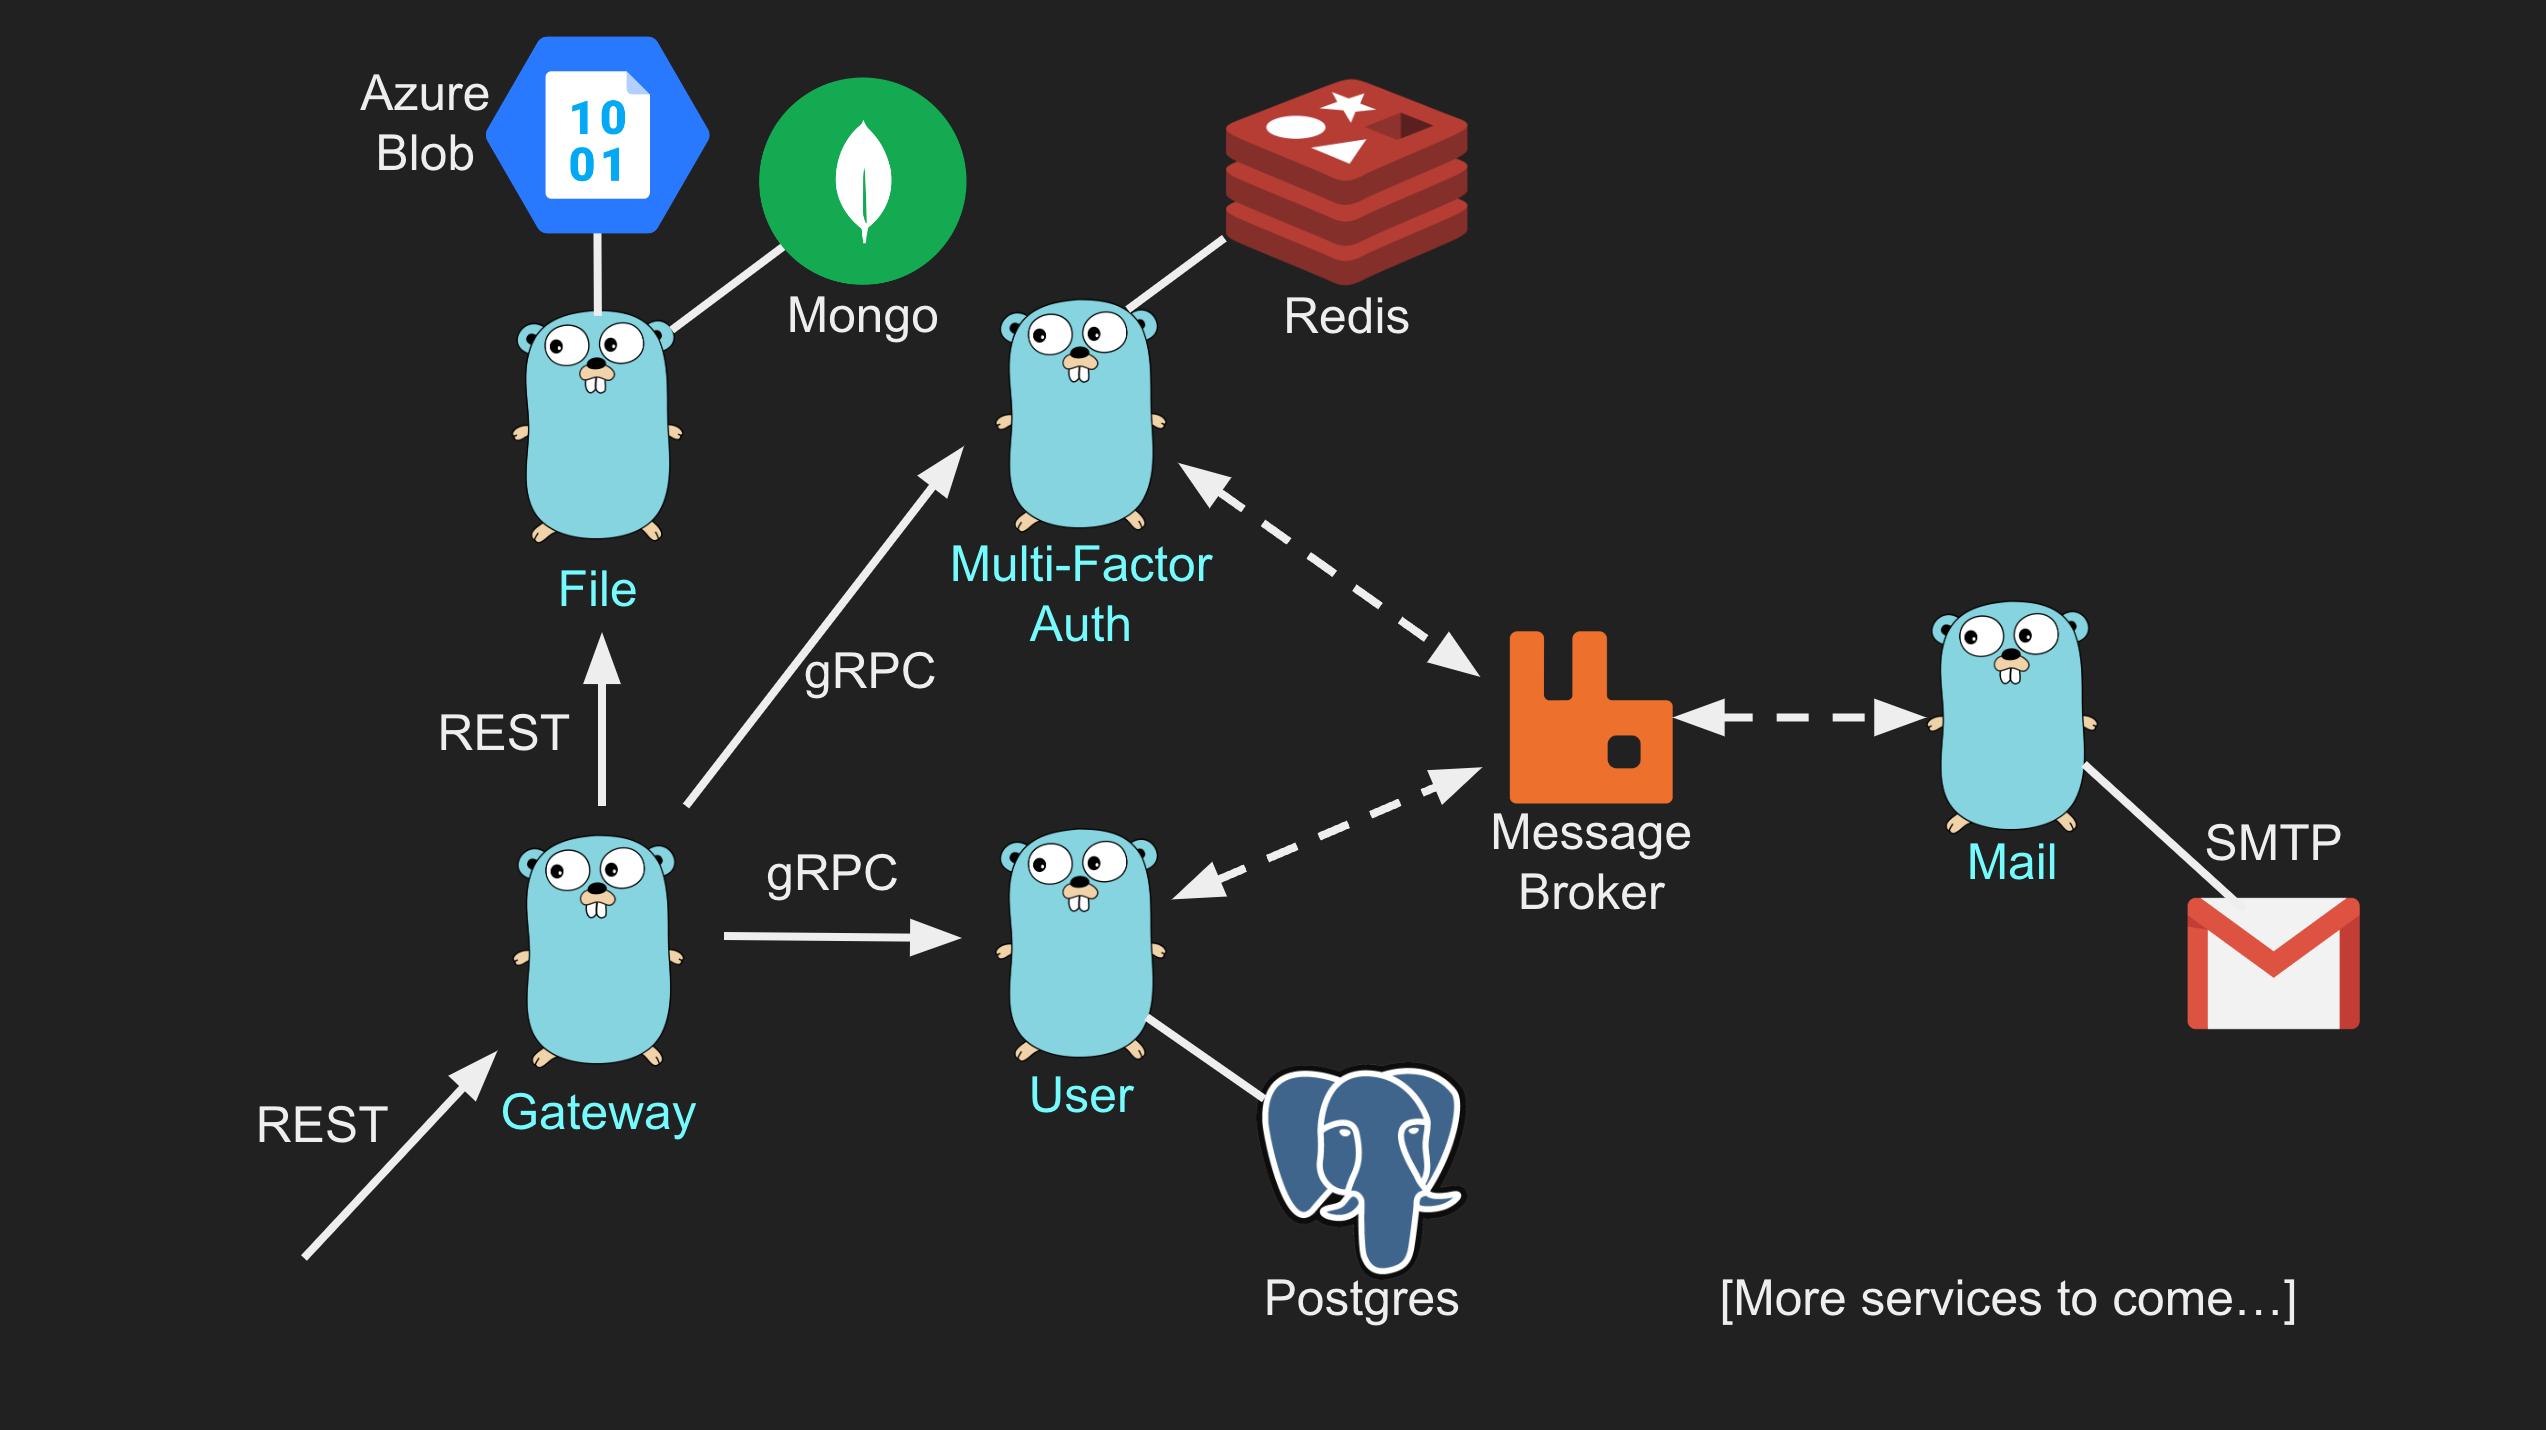 Azure
Blob
10
01
Mongo
Redis
File
Multi-Factor
Auth
gRPC
REST
Message
Broker
Mail
SMTP
gRPC
REST
Gateway
User
Postgres
[More services to come…]